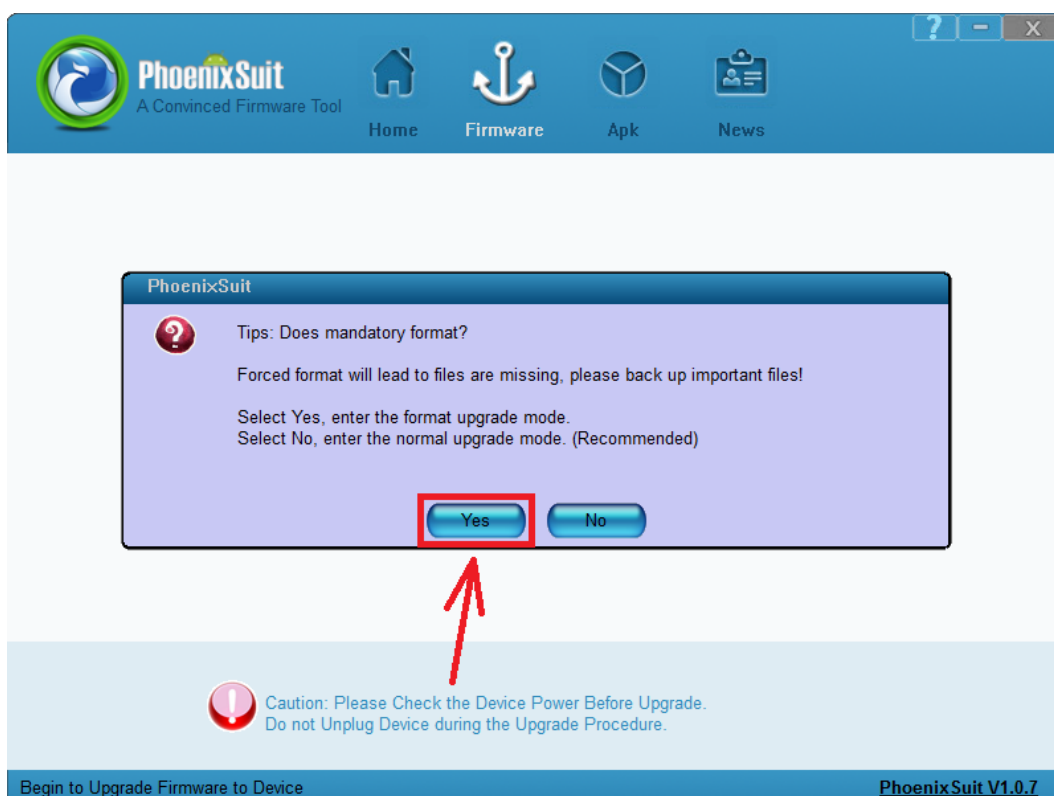 ? - X
PhoenixSuit
A Convinced Firmware Tool
Home Firmware Apk News
PhoenixSuit
Tips: Does mandatory format?
Forced format will lead to files are missing, please back up important files!
Select Yes, enter the format upgrade mode.
Select No, enter the normal upgrade mode. (Recommended)
Yes No
Caution: Please Check the Device Power Before Upgrade.
Do not Unplug Device during the Upgrade Procedure.
Begin to Upgrade Firmware to Device PhoenixSuit V1.0.7